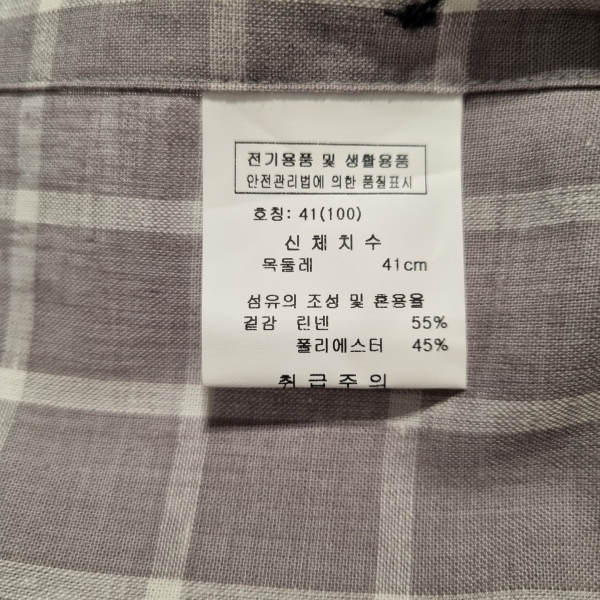 전기용품 및 생활용품
안전관리법에 의한 품질표시
호칭: 41(100)
신 체 치 수
목둘레 41cm
섬유의 조성 및 혼용율
겉감 린넨 55%
폴리에스터 45%
취 급 주 의